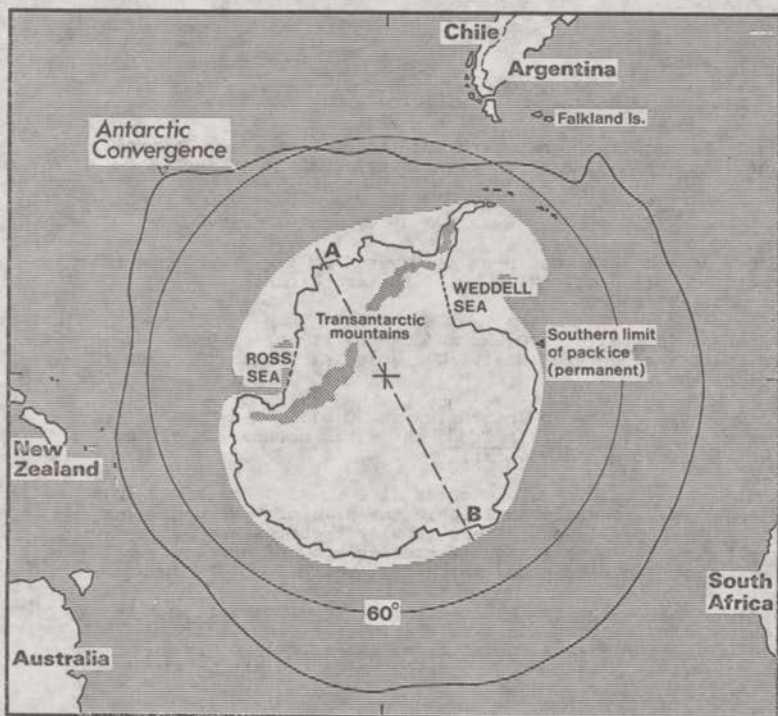 Chile
Argentina
Falkland Is.
Antarctic
Convergence
A
WEDDELL
SEA
Transantarctic
mountains
Southern limit
of pack ice
(permanent)
ROSS
SEA
New
Zealand
B
South
Africa
60°
Australia